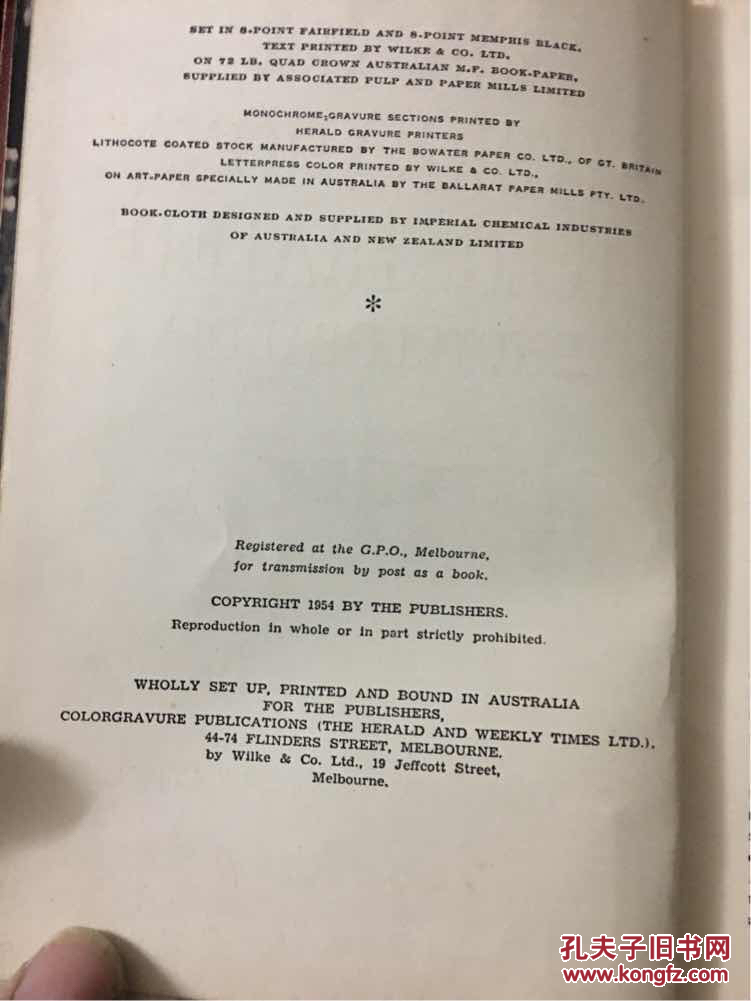 SET IN 8-POINT FAIRFIELD AND 8-POINT MEMPHIS BLACK.
TEXT PRINTED BY WILKE & CO. LTD.
ON 72 LB. QUAD CROWN AUSTRALIAN M.F. BOOK-PAPER,
SUPPLIED BY ASSOCIATED PULP AND PAPER MILLS LIMITED
MONOCHROME-GRAVURE SECTIONS PRINTED BY
HERALD GRAVURE PRINTERS
LITHOCOTE COATED STOCK MANUFACTURED BY THE BOWATER PAPER CO. LTD., OF GT. BRITAIN
LETTERPRESS COLOR PRINTED BY WILKE & CO. LTD.,
ON ART-PAPER SPECIALLY MADE IN AUSTRALIA BY THE BALLARAT PAPER MILLS PTY. LTD.
BOOK-CLOTH DESIGNED AND SUPPLIED BY IMPERIAL CHEMICAL INDUSTRIES
OF AUSTRALIA AND NEW ZEALAND LIMITED
*
Registered at the G.P.O., Melbourne,
for transmission by post as a book.
COPYRIGHT 1954 BY THE PUBLISHERS.
Reproduction in whole or in part strictly prohibited.
WHOLLY SET UP, PRINTED AND BOUND IN AUSTRALIA
FOR THE PUBLISHERS,
COLORGRAVURE PUBLICATIONS (THE HERALD AND WEEKLY TIMES LTD.),
44-74 FLINDERS STREET, MELBOURNE.
by Wilke & Co. Ltd., 19 Jeffcott Street,
Melbourne.
孔夫子旧书网
www.kongfz.com